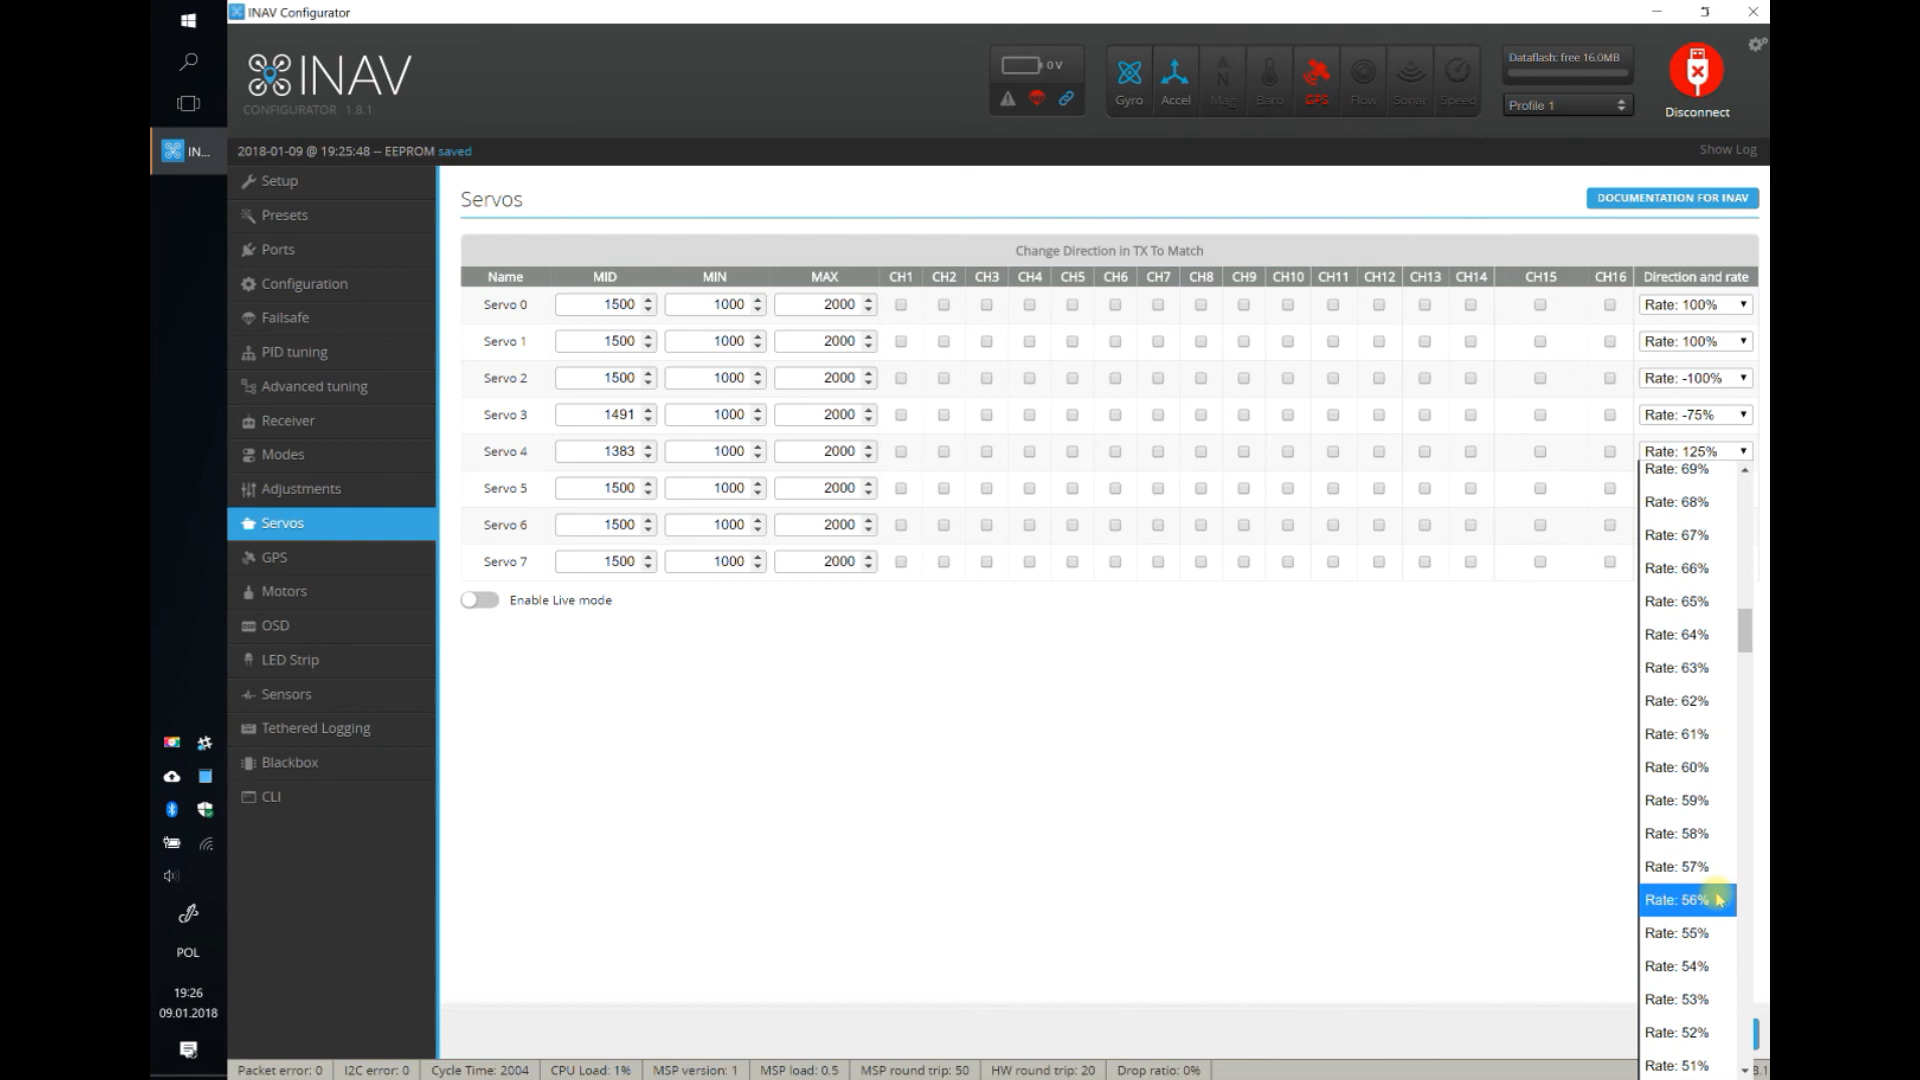 INAV Configurator
INAV
CONFIGURATOR 1.8.1
0 V
Gyro Accel Mag Baro GPS Flow Sonar Speed
Dataflash: free 16.0MB
Profile 1
Disconnect
IN...
2018-01-09 @ 19:25:48 -- EEPROM saved
Show Log
Setup
Presets
Ports
Configuration
Failsafe
PID tuning
Advanced tuning
Receiver
Modes
Adjustments
Servos
GPS
Motors
OSD
LED Strip
Sensors
Tethered Logging
Blackbox
CLI
Servos
DOCUMENTATION FOR INAV
Change Direction in TX To Match
Name MID MIN MAX CH1 CH2 CH3 CH4 CH5 CH6 CH7 CH8 CH9 CH10 CH11 CH12 CH13 CH14 CH15 CH16 Direction and rate
Servo 0 1500 1000 2000 Rate: 100%
Servo 1 1500 1000 2000 Rate: 100%
Servo 2 1500 1000 2000 Rate: -100%
Servo 3 1491 1000 2000 Rate: -75%
Servo 4 1383 1000 2000 Rate: 125%
Servo 5 1500 1000 2000
Servo 6 1500 1000 2000
Servo 7 1500 1000 2000
Enable Live mode
Rate: 69%
Rate: 68%
Rate: 67%
Rate: 66%
Rate: 65%
Rate: 64%
Rate: 63%
Rate: 62%
Rate: 61%
Rate: 60%
Rate: 59%
Rate: 58%
Rate: 57%
Rate: 56%
Rate: 55%
Rate: 54%
Rate: 53%
Rate: 52%
Rate: 51%
POL
19:26
09.01.2018
Packet error: 0 I2C error: 0 Cycle Time: 2004 CPU Load: 1% MSP version: 1 MSP load: 0.5 MSP round trip: 50 HW round trip: 20 Drop ratio: 0% 8.1